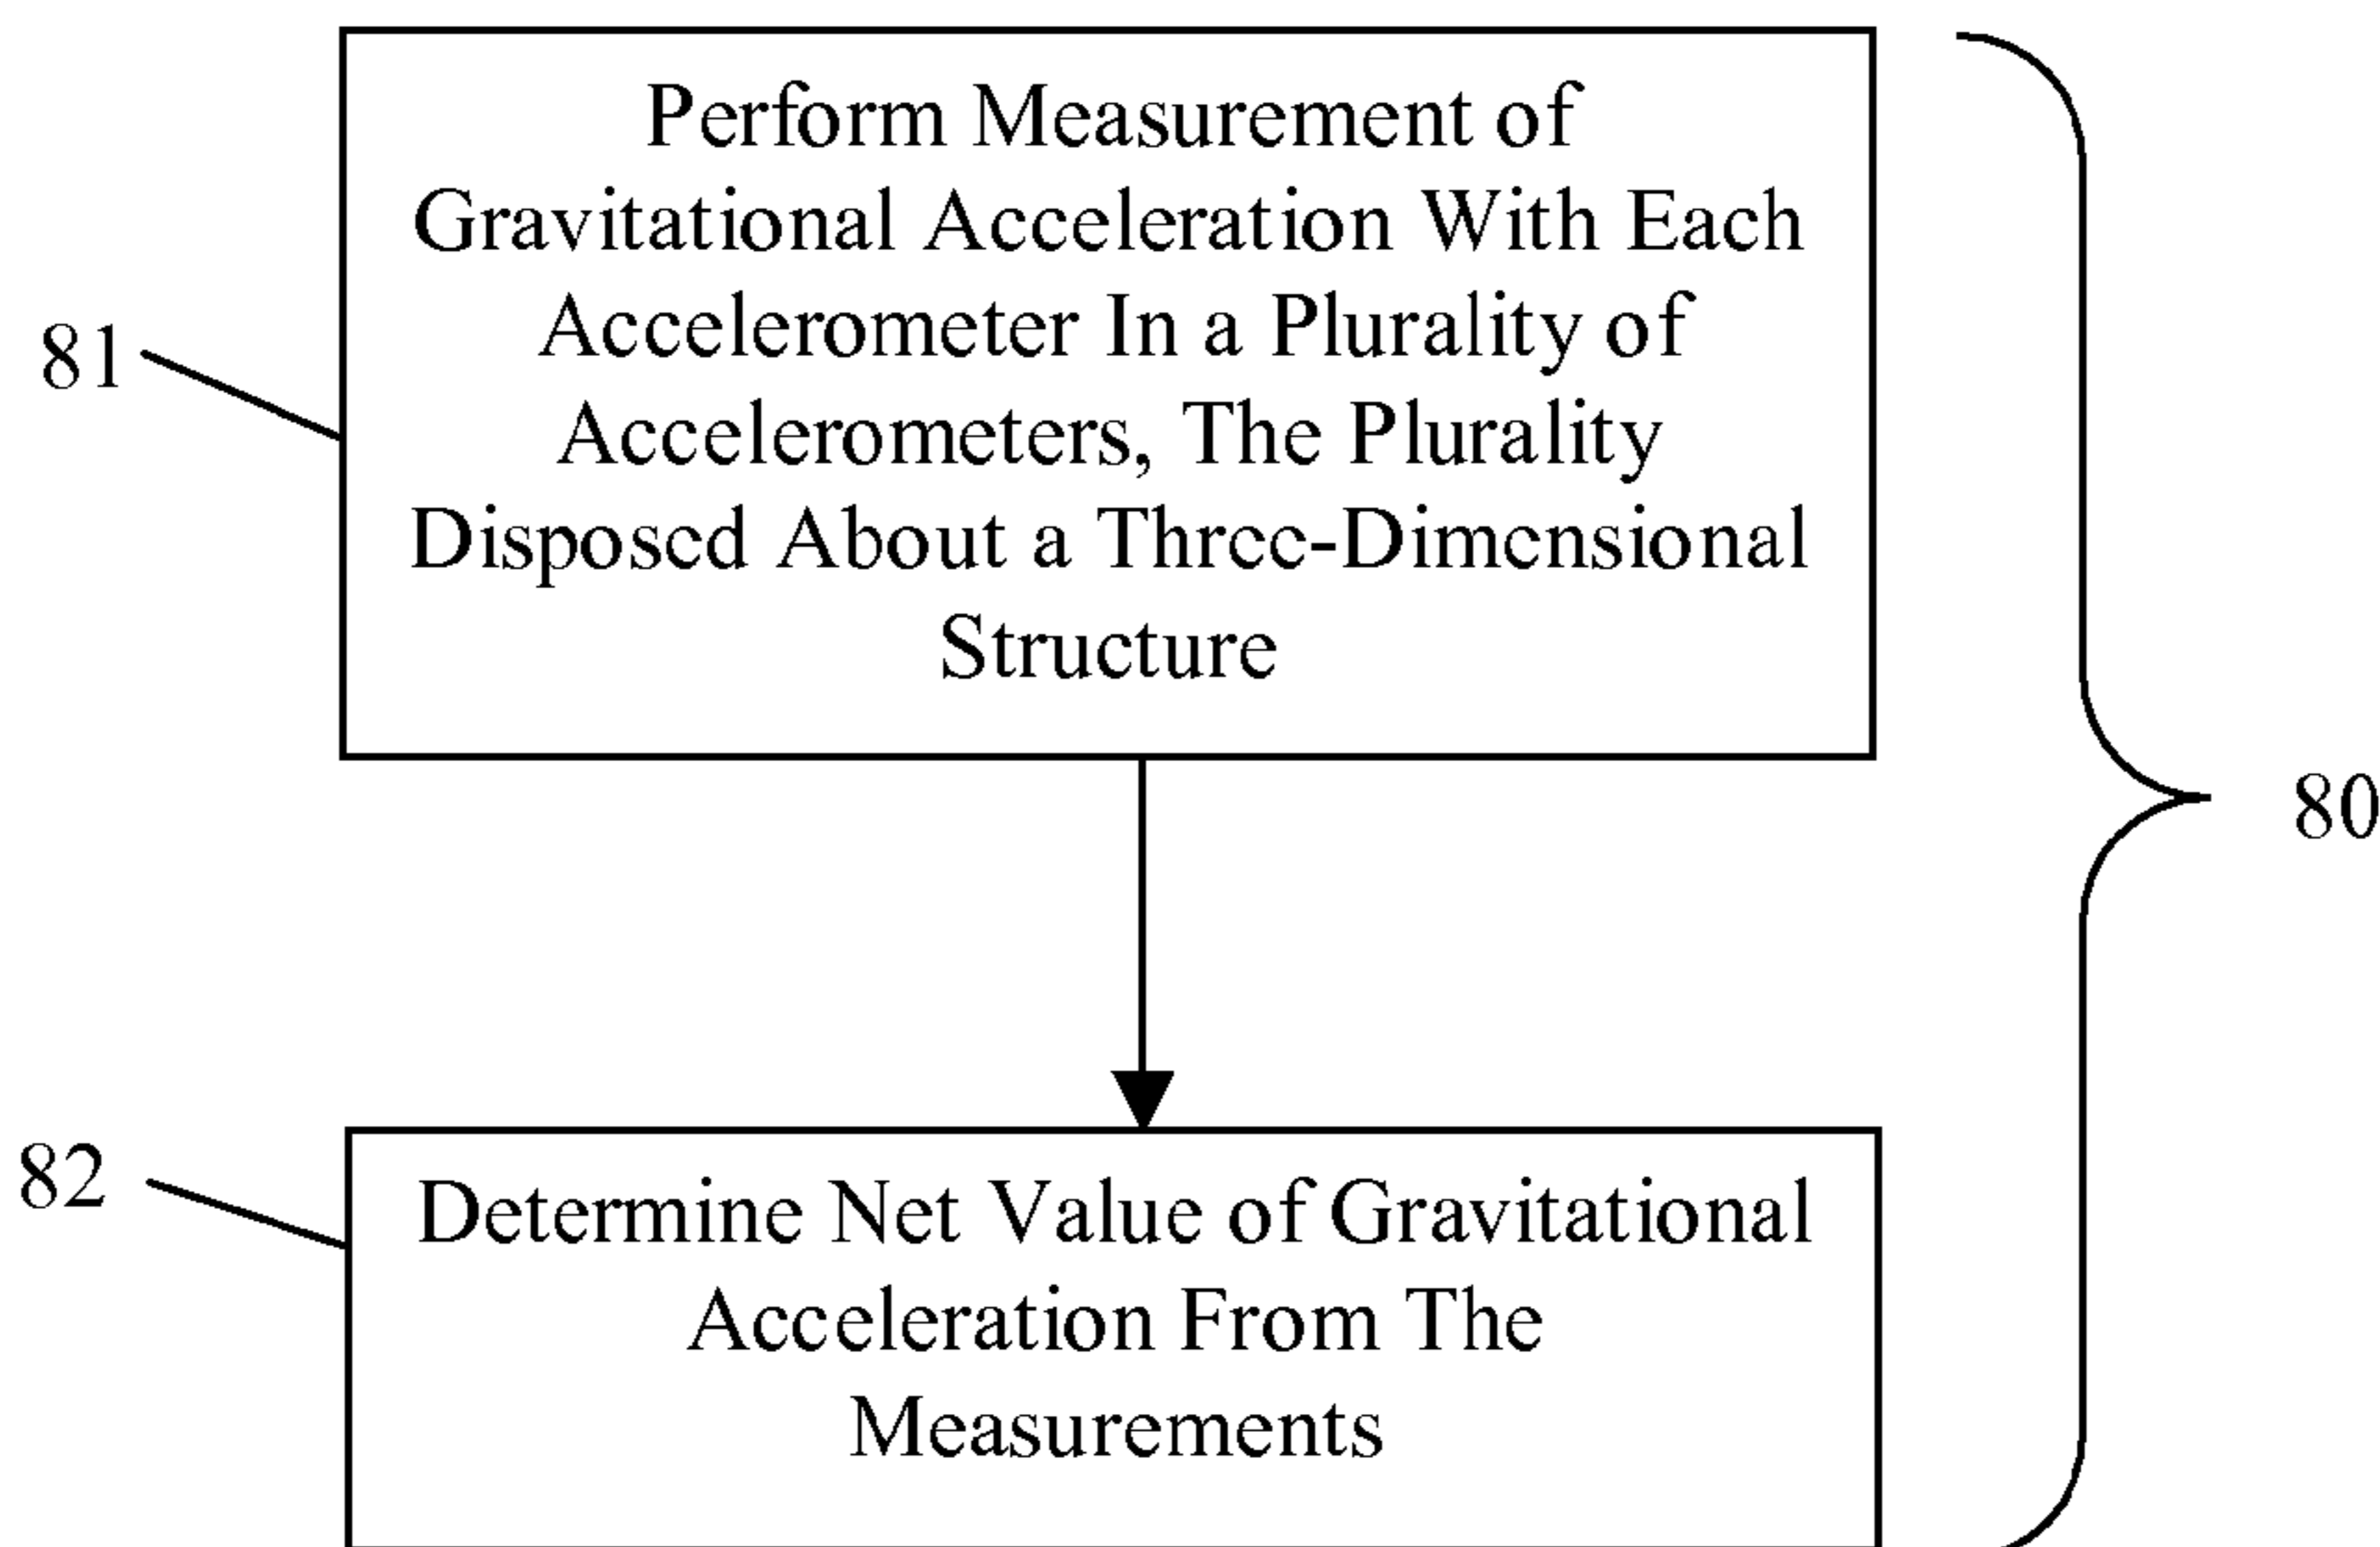 Perform Measurement of
Gravitational Acceleration With Each
Accelerometer In a Plurality of
Accelerometers, The Plurality
Disposed About a Three-Dimensional
Structure
81
80
82
Determine Net Value of Gravitational
Acceleration From The
Measurements